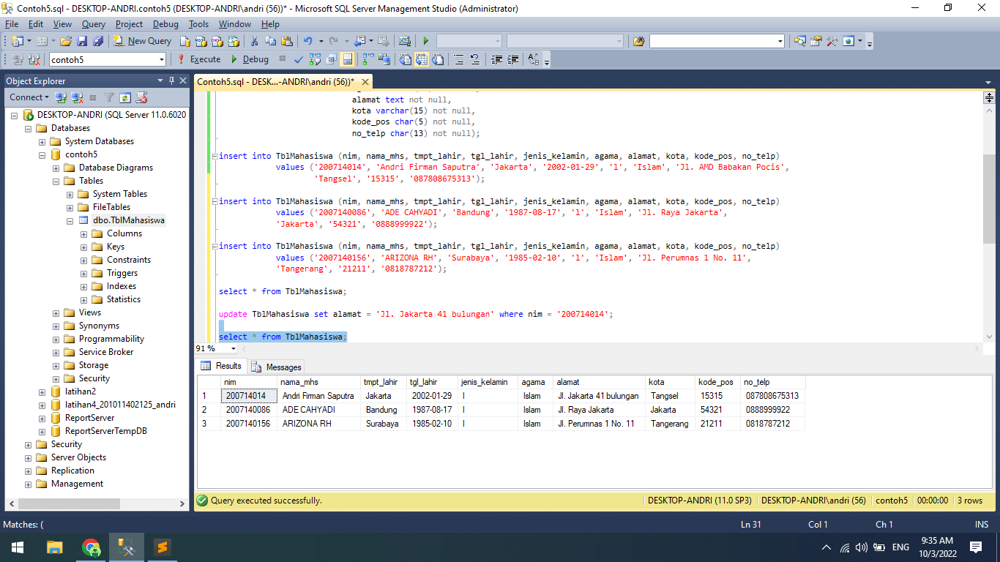 Contoh5.sql - DESKTOP-ANDRI.contoh5 (DESKTOP-ANDRI\andri (56))* - Microsoft SQL Server Management Studio (Administrator)
File Edit View Query Project Debug Tools Window Help
New Query
contoh5 Execute Debug
Object Explorer
Connect
DESKTOP-ANDRI (SQL Server 11.0.6020
Databases
System Databases
contoh5
Database Diagrams
Tables
System Tables
FileTables
dbo.TblMahasiswa
Columns
Keys
Constraints
Triggers
Indexes
Statistics
Views
Synonyms
Programmability
Service Broker
Storage
Security
latihan2
latihan4_201011402125_andri
ReportServer
ReportServerTempDB
Security
Server Objects
Replication
Management
Contoh5.sql - DESK...-ANDRI\andri (56))*
alamat text not null,
kota varchar(15) not null,
kode_pos char(5) not null,
no_telp char(13) not null);
insert into TblMahasiswa (nim, nama_mhs, tmpt_lahir, tgl_lahir, jenis_kelamin, agama, alamat, kota, kode_pos, no_telp)
values ('200714014', 'Andri Firman Saputra', 'Jakarta', '2002-01-29', 'l', 'Islam', 'Jl. AMD Babakan Pocis',
'Tangsel', '15315', '087808675313');
insert into TblMahasiswa (nim, nama_mhs, tmpt_lahir, tgl_lahir, jenis_kelamin, agama, alamat, kota, kode_pos, no_telp)
values ('2007140086', 'ADE CAHYADI', 'Bandung', '1987-08-17', 'l', 'Islam', 'Jl. Raya Jakarta',
'Jakarta', '54321', '0888999922');
insert into TblMahasiswa (nim, nama_mhs, tmpt_lahir, tgl_lahir, jenis_kelamin, agama, alamat, kota, kode_pos, no_telp)
values ('2007140156', 'ARIZONA RH', 'Surabaya', '1985-02-10', 'l', 'Islam', 'Jl. Perumnas 1 No. 11',
'Tangerang', '21211', '0818787212');
select * from TblMahasiswa;
update TblMahasiswa set alamat = 'Jl. Jakarta 41 bulungan' where nim = '200714014';
select * from TblMahasiswa;
91 %
Results Messages
nim nama_mhs tmpt_lahir tgl_lahir jenis_kelamin agama alamat kota kode_pos no_telp
1 200714014 Andri Firman Saputra Jakarta 2002-01-29 l Islam Jl. Jakarta 41 bulungan Tangsel 15315 087808675313
2 2007140086 ADE CAHYADI Bandung 1987-08-17 l Islam Jl. Raya Jakarta Jakarta 54321 0888999922
3 2007140156 ARIZONA RH Surabaya 1985-02-10 l Islam Jl. Perumnas 1 No. 11 Tangerang 21211 0818787212
Query executed successfully. DESKTOP-ANDRI (11.0 SP3) DESKTOP-ANDRI\andri (56) contoh5 00:00:00 3 rows
Matches: ( Ln 31 Col 1 Ch 1 INS
ENG
9:35 AM
10/3/2022